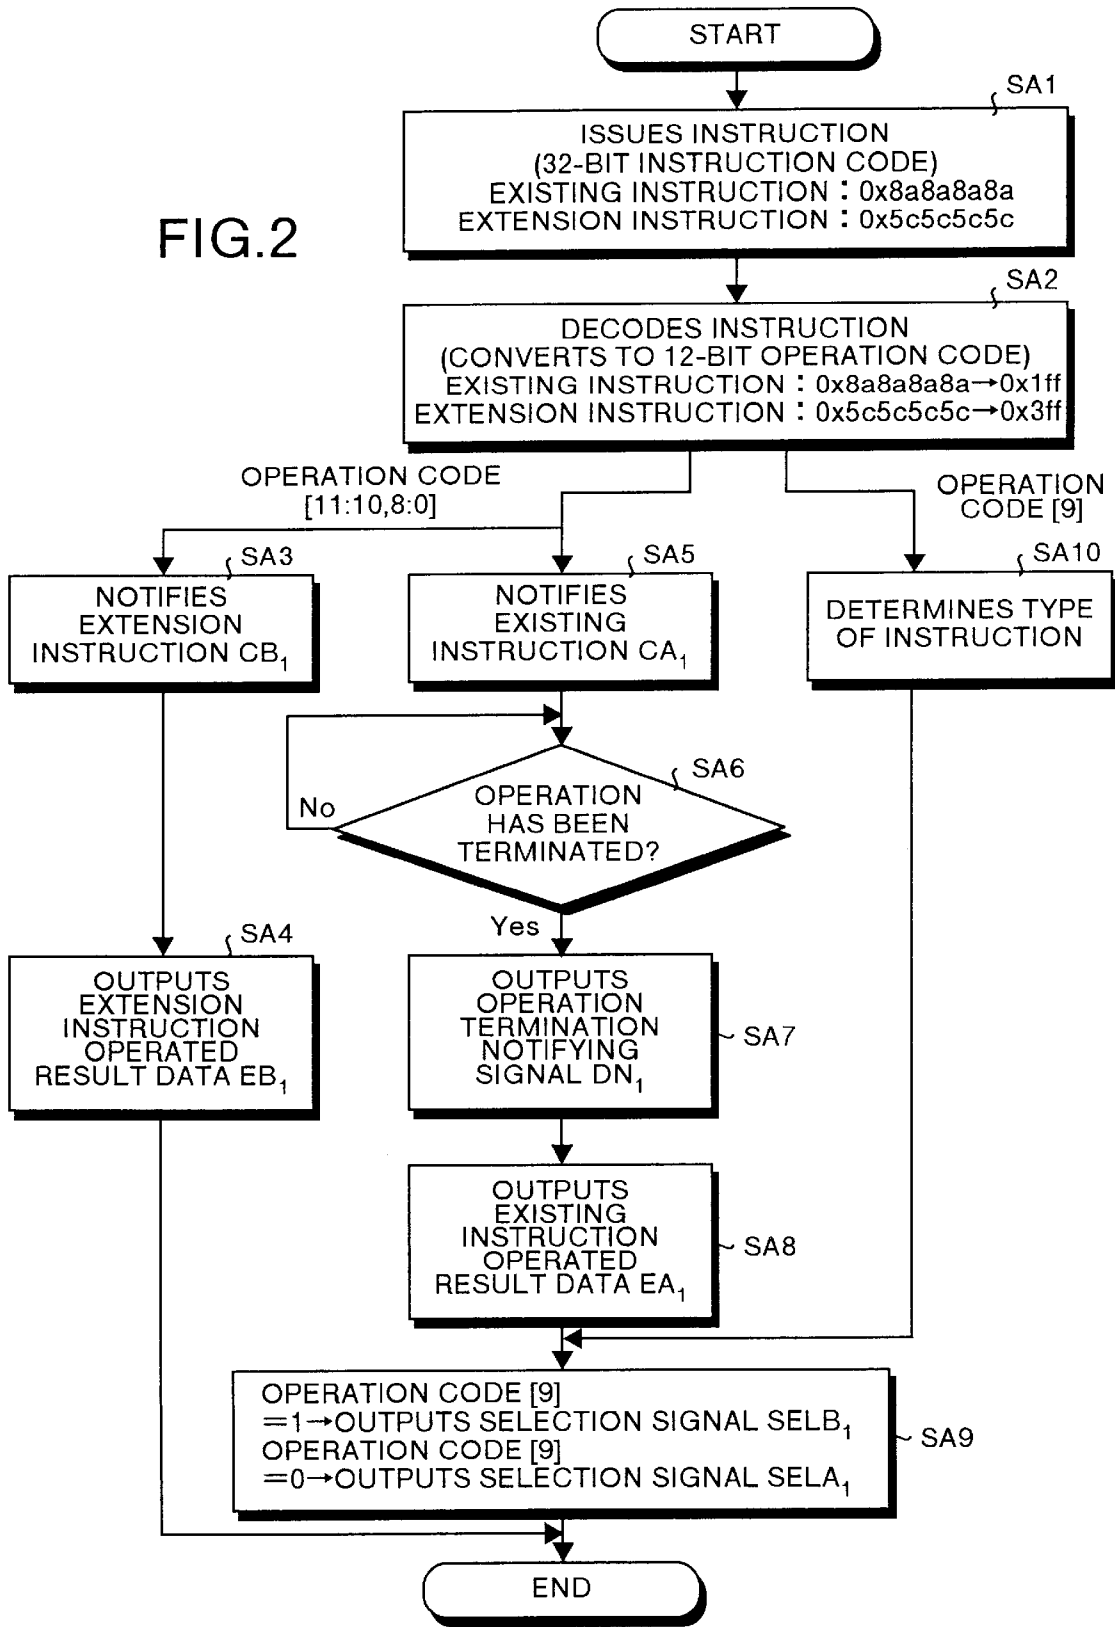 START
SA1
ISSUES INSTRUCTION
(32-BIT INSTRUCTION CODE)
EXISTING INSTRUCTION : 0x8a8a8a8a
EXTENSION INSTRUCTION : 0x5c5c5c5c
FIG.2
SA2
DECODES INSTRUCTION
(CONVERTS TO 12-BIT OPERATION CODE)
EXISTING INSTRUCTION : 0x8a8a8a8a→0x1ff
EXTENSION INSTRUCTION : 0x5c5c5c5c→0x3ff
OPERATION CODE
[11:10,8:0]
OPERATION
CODE [9]
SA3
NOTIFIES
EXTENSION
INSTRUCTION CB1
SA5
NOTIFIES
EXISTING
INSTRUCTION CA1
SA10
DETERMINES TYPE
OF INSTRUCTION
SA6
OPERATION
HAS BEEN
TERMINATED?
No
Yes
SA4
OUTPUTS
EXTENSION
INSTRUCTION
OPERATED
RESULT DATA EB1
OUTPUTS
OPERATION
TERMINATION
NOTIFYING
SIGNAL DN1
SA7
OUTPUTS
EXISTING
INSTRUCTION
OPERATED
RESULT DATA EA1
SA8
OPERATION CODE [9]
=1→OUTPUTS SELECTION SIGNAL SELB1
OPERATION CODE [9]
=0→OUTPUTS SELECTION SIGNAL SELA1
SA9
END